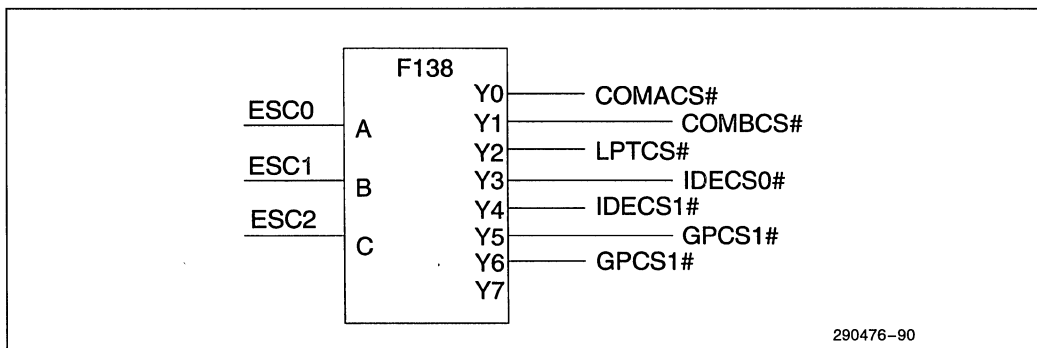 F138
ESC0
A
ESC1
B
ESC2
C
Y0 COMACS#
Y1 COMBCS#
Y2 LPTCS#
Y3 IDECS0#
Y4 IDECS1#
Y5 GPCS1#
Y6 GPCS1#
Y7
290476-90